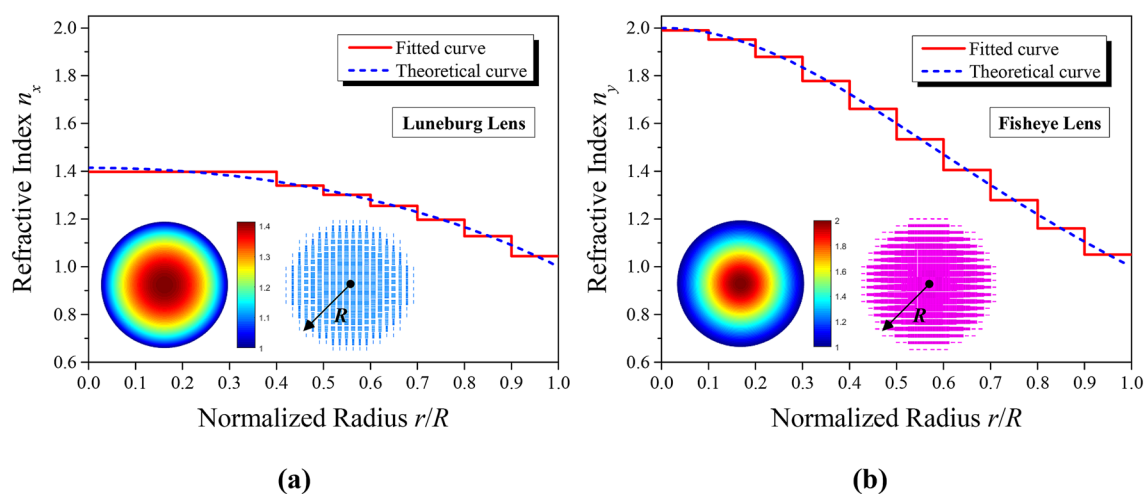 (a)
Refractive Index nx
2.0
1.8
1.6
1.4
1.2
1.0
0.8
0.6
Fitted curve
Theoretical curve
Luneburg Lens
1.4
1.3
1.2
1.1
1
R
0.0 0.1 0.2 0.3 0.4 0.5 0.6 0.7 0.8 0.9 1.0
Normalized Radius r/R
(b)
Refractive Index ny
2.0
1.8
1.6
1.4
1.2
1.0
0.8
0.6
Fitted curve
Theoretical curve
Fisheye Lens
2
1.8
1.6
1.4
1.2
1
R
0.0 0.1 0.2 0.3 0.4 0.5 0.6 0.7 0.8 0.9 1.0
Normalized Radius r/R